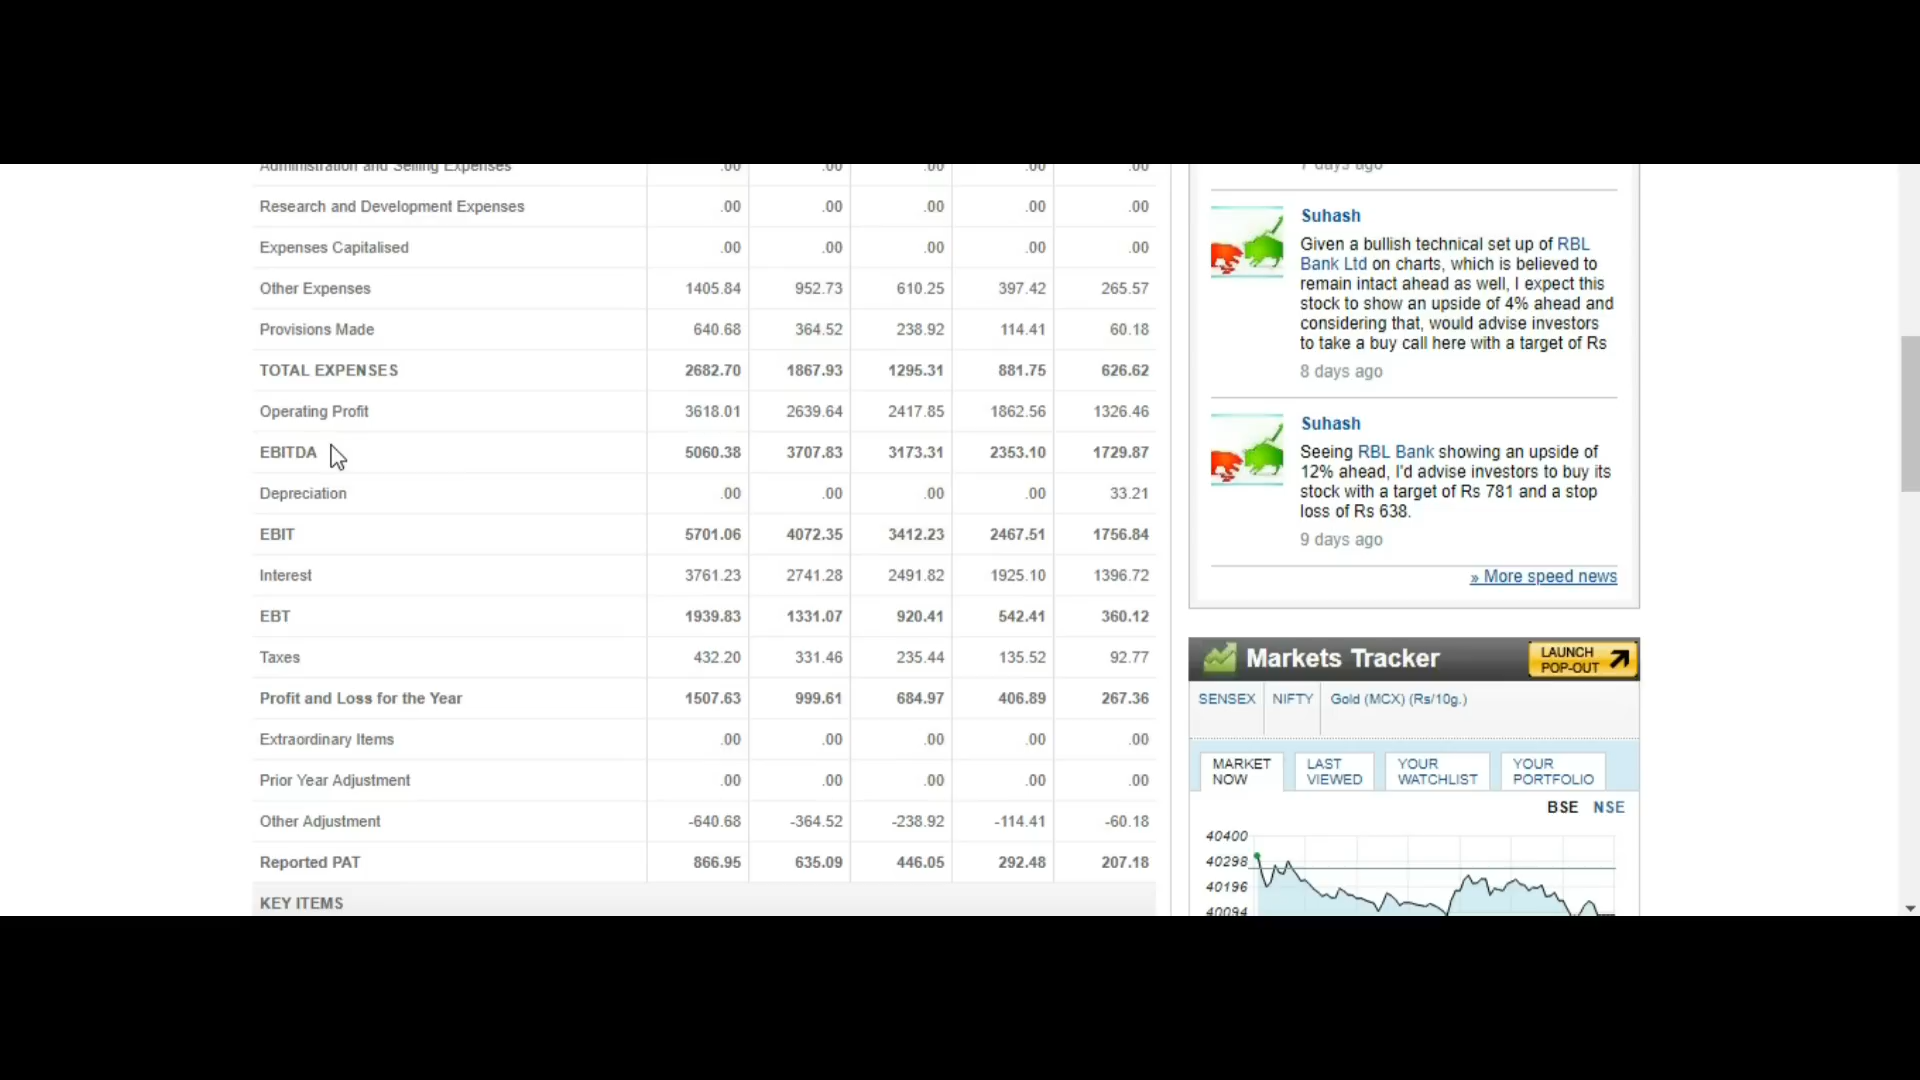 Administration and Selling Expenses .00 .00 .00 .00 .00
Research and Development Expenses .00 .00 .00 .00 .00
Expenses Capitalised .00 .00 .00 .00 .00
Other Expenses 1405.84 952.73 610.25 397.42 265.57
Provisions Made 640.68 364.52 238.92 114.41 60.18
TOTAL EXPENSES 2682.70 1867.93 1295.31 881.75 626.62
Operating Profit 3618.01 2639.64 2417.85 1862.56 1326.46
EBITDA 5060.38 3707.83 3173.31 2353.10 1729.87
Depreciation .00 .00 .00 .00 33.21
EBIT 5701.06 4072.35 3412.23 2467.51 1756.84
Interest 3761.23 2741.28 2491.82 1925.10 1396.72
EBT 1939.83 1331.07 920.41 542.41 360.12
Taxes 432.20 331.46 235.44 135.52 92.77
Profit and Loss for the Year 1507.63 999.61 684.97 406.89 267.36
Extraordinary Items .00 .00 .00 .00 .00
Prior Year Adjustment .00 .00 .00 .00 .00
Other Adjustment -640.68 -364.52 -238.92 -114.41 -60.18
Reported PAT 866.95 635.09 446.05 292.48 207.18
KEY ITEMS
7 days ago
Suhash
Given a bullish technical set up of RBL
Bank Ltd on charts, which is believed to
remain intact ahead as well, I expect this
stock to show an upside of 4% ahead and
considering that, would advise investors
to take a buy call here with a target of Rs
8 days ago
Suhash
Seeing RBL Bank showing an upside of
12% ahead, I'd advise investors to buy its
stock with a target of Rs 781 and a stop
loss of Rs 638.
9 days ago
» More speed news
Markets Tracker
LAUNCH
POP-OUT
SENSEX NIFTY Gold (MCX) (Rs/10g.)
MARKET
NOW
LAST
VIEWED
YOUR
WATCHLIST
YOUR
PORTFOLIO
BSE NSE
40400
40298
40196
40094